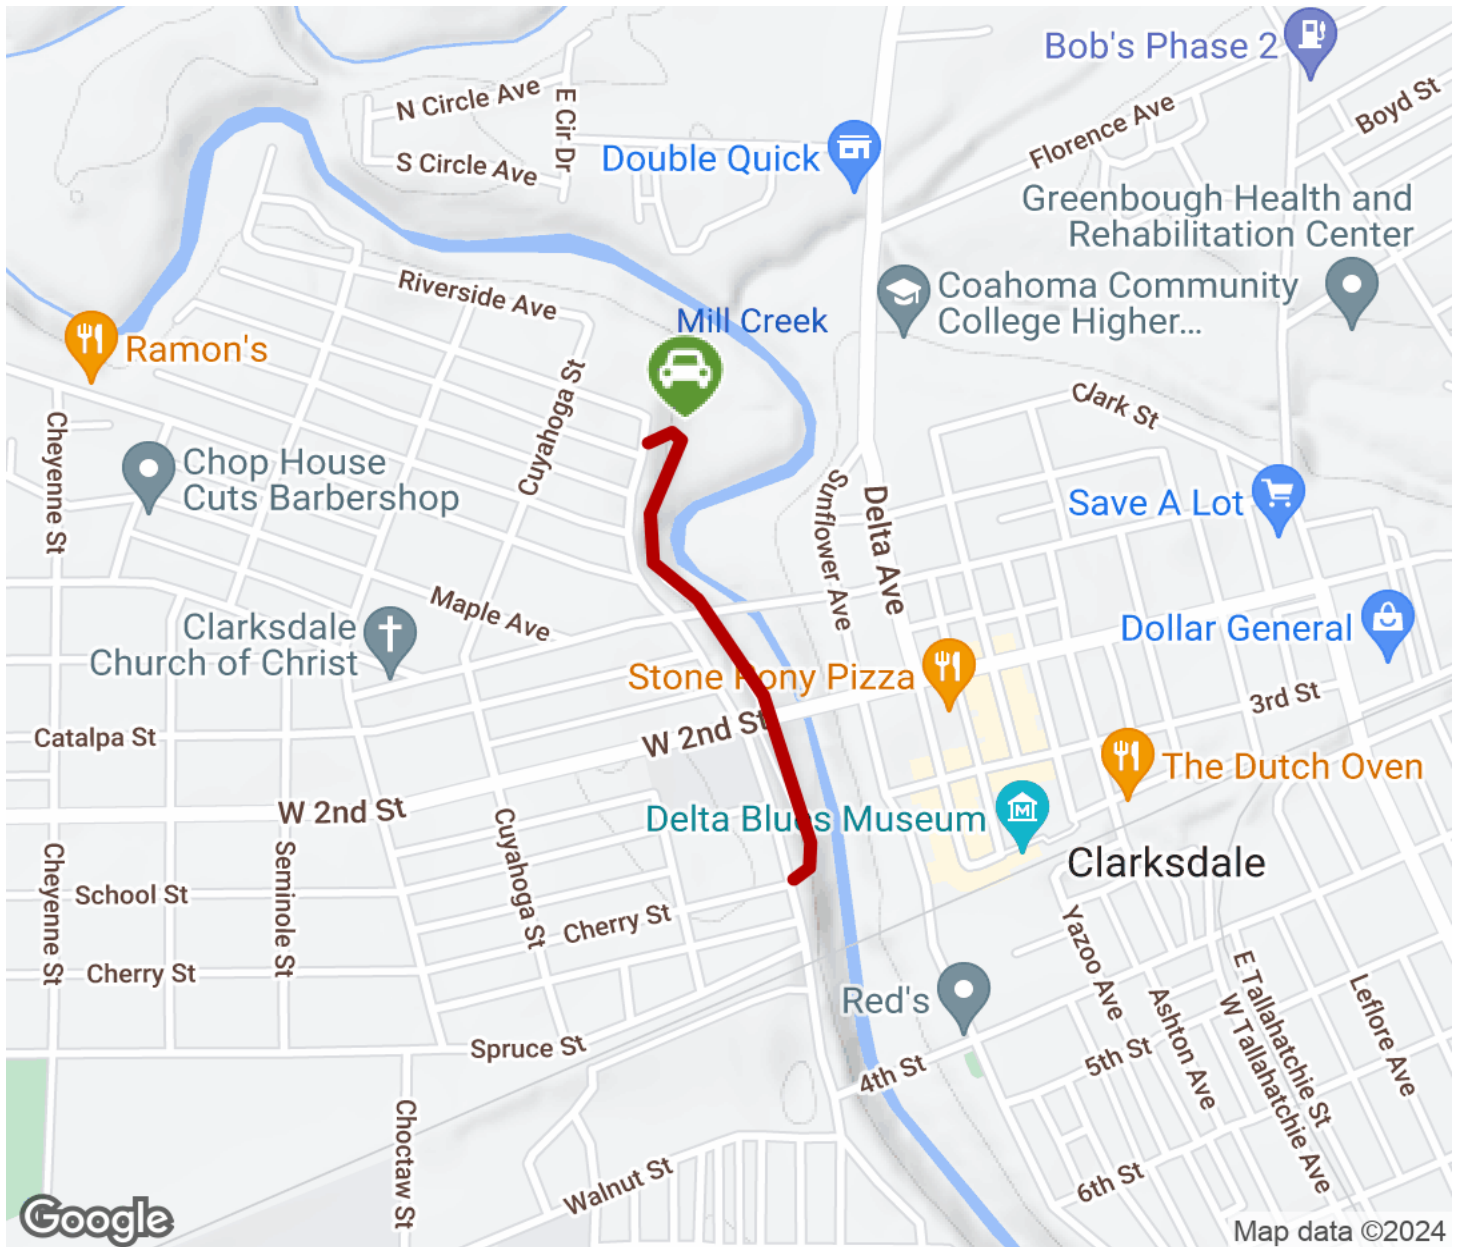 Bob's Phase 2
Boyd St
N Circle Ave
E Cir Dr
Florence Ave
S Circle Ave
Double Quick
Greenbough Health and
Rehabilitation Center
Riverside Ave
Coahoma Community
College Higher...
Mill Creek
Ramon's
Cuyahoga St
Clark St
Cheyenne St
Chop House
Cuts Barbershop
Sunflower Ave
Delta Ave
Save A Lot
Maple Ave
Clarksdale
Church of Christ
Dollar General
Stone Pony Pizza
3rd St
Catalpa St
W 2nd St
The Dutch Oven
W 2nd St
Delta Blues Museum
Clarksdale
Cheyenne St
School St
Seminole St
Cuyahoga St
Cherry St
Cherry St
Yazoo Ave
E Tallahatchie St
W Tallahatchie Ave
Leflore Ave
Ashton Ave
Red's
Spruce St
4th St
5th St
Choctaw St
Walnut St
6th St
Google
Map data ©2024